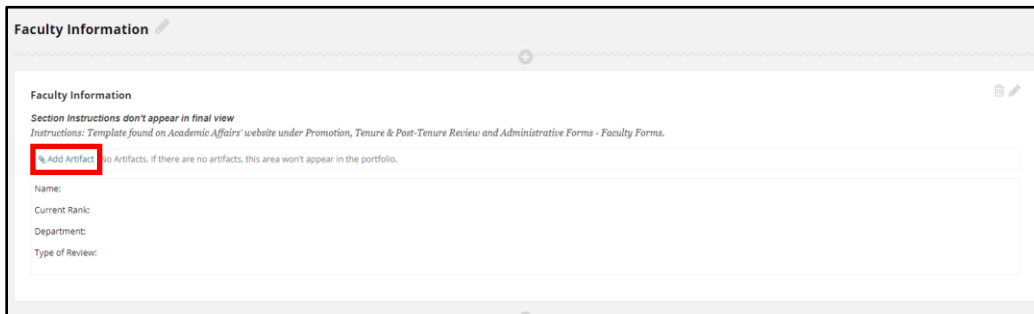 Faculty Information
Faculty Information
Section Instructions don't appear in final view
Instructions: Template found on Academic Affairs' website under Promotion, Tenure & Post-Tenure Review and Administrative Forms - Faculty Forms.
Add Artifact No Artifacts. If there are no artifacts, this area won't appear in the portfolio.
Name:
Current Rank:
Department:
Type of Review: